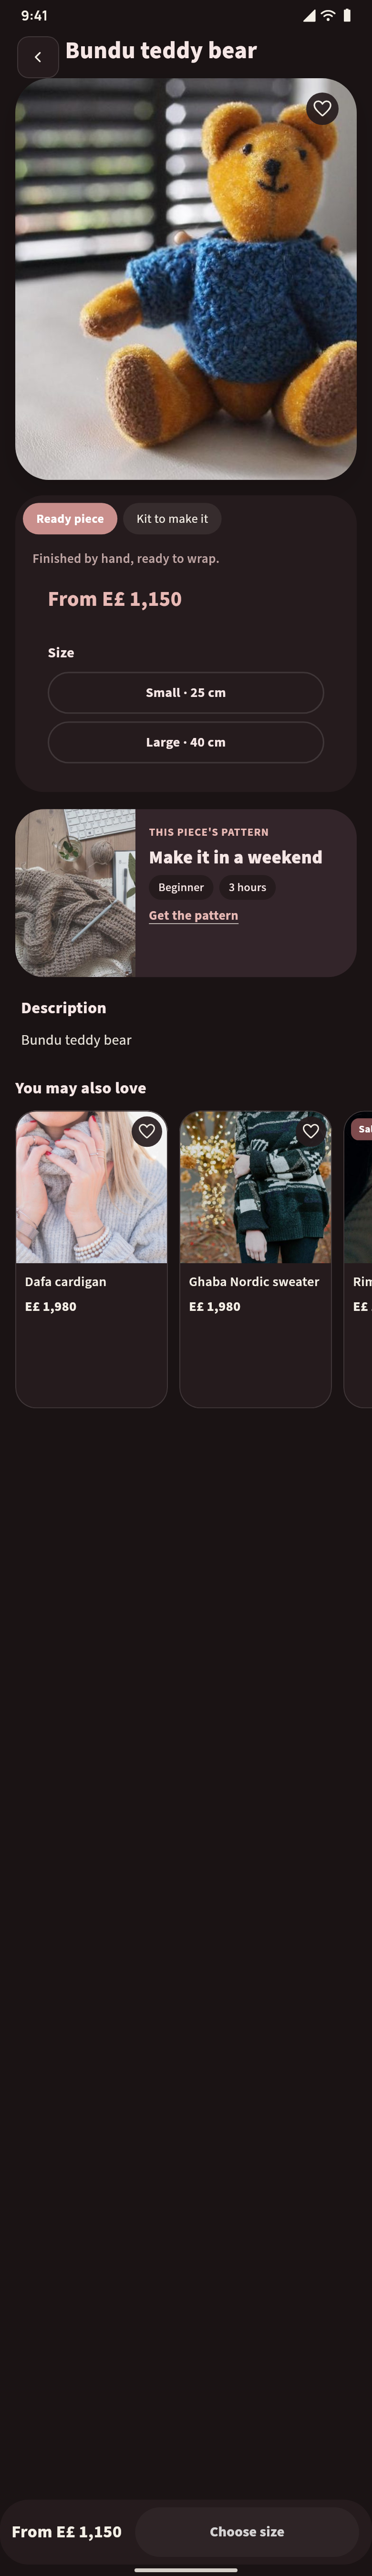 9:41
Bundu teddy bear
Ready piece
Kit to make it
Finished by hand, ready to wrap.
From E£ 1,150
Size
Small · 25 cm
Large · 40 cm
THIS PIECE'S PATTERN
Make it in a weekend
Beginner
3 hours
Get the pattern
Description
Bundu teddy bear
You may also love
Dafa cardigan
E£ 1,980
Ghaba Nordic sweater
E£ 1,980
E£
From E£ 1,150
Choose size